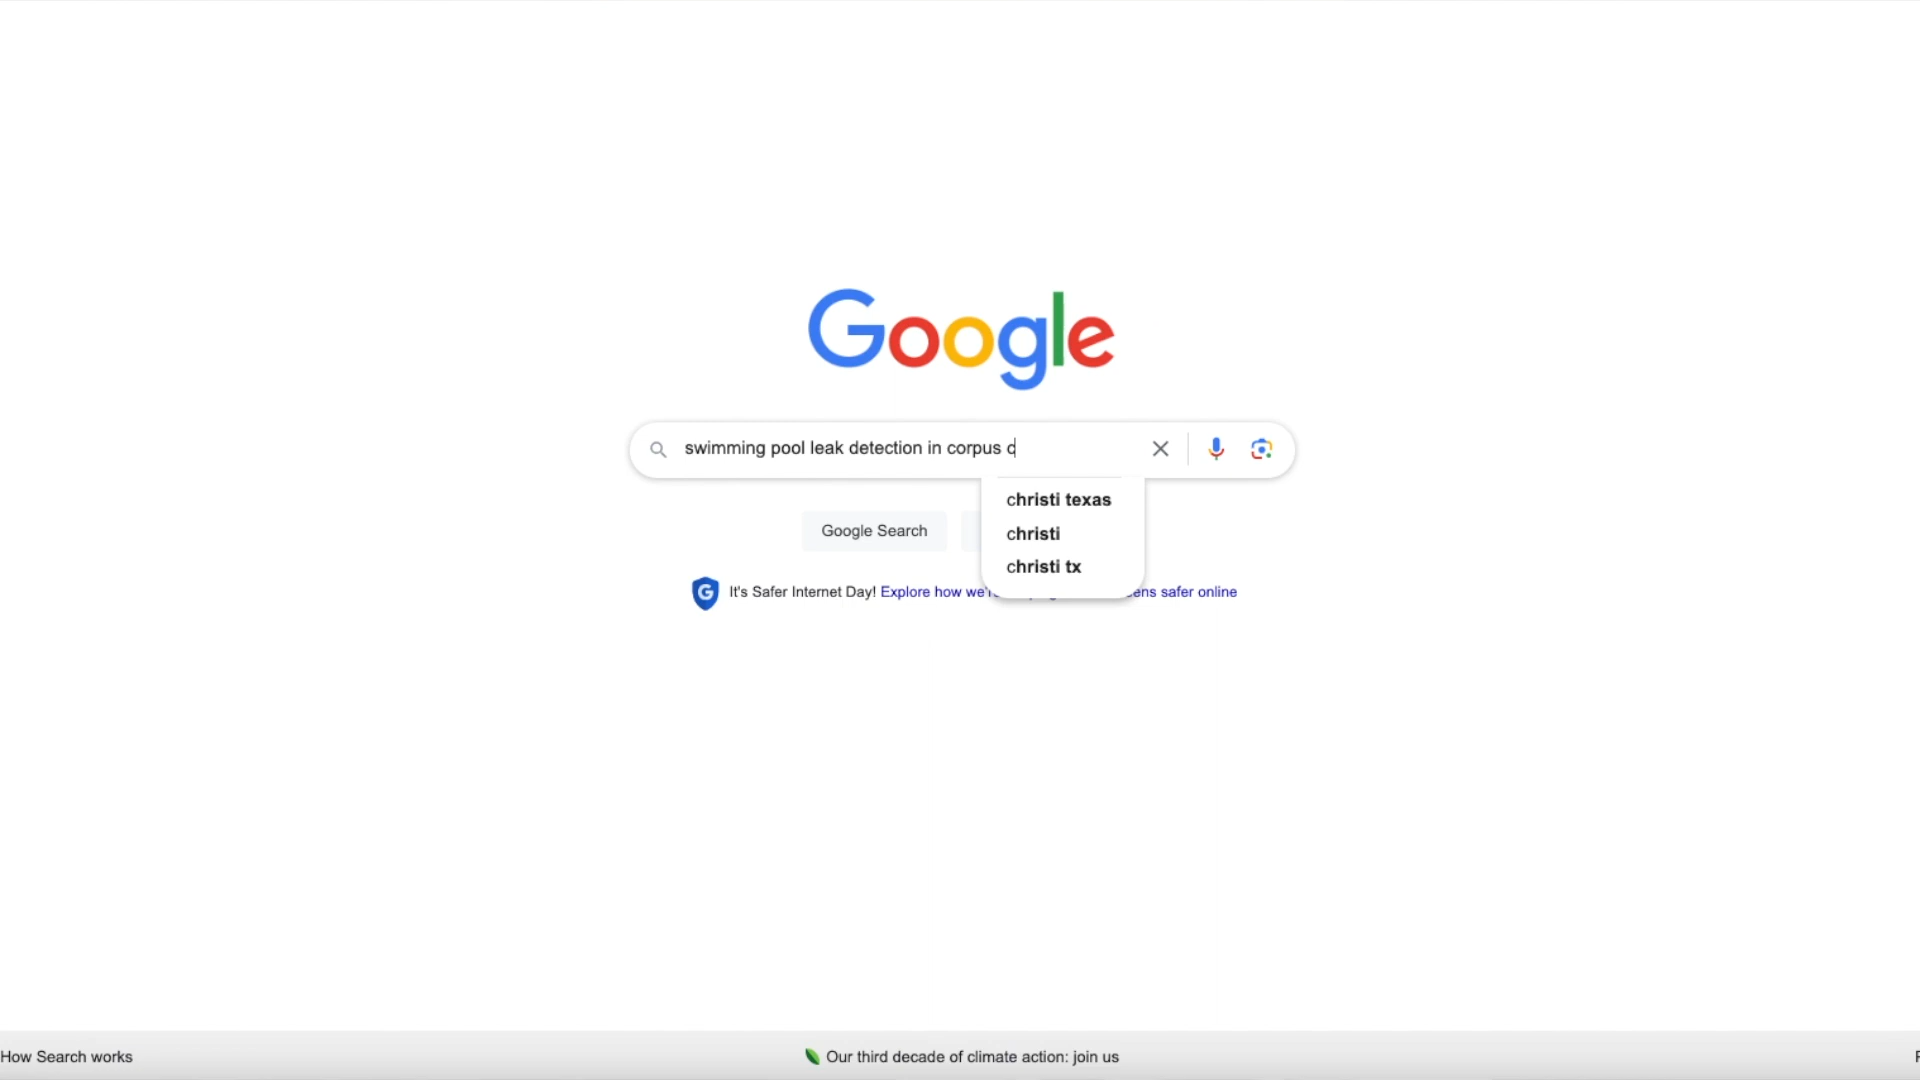 Google
swimming pool leak detection in corpus c
christi texas
christi
christi tx
Google Search
It's Safer Internet Day! Explore how we're safer online
How Search works
Our third decade of climate action: join us